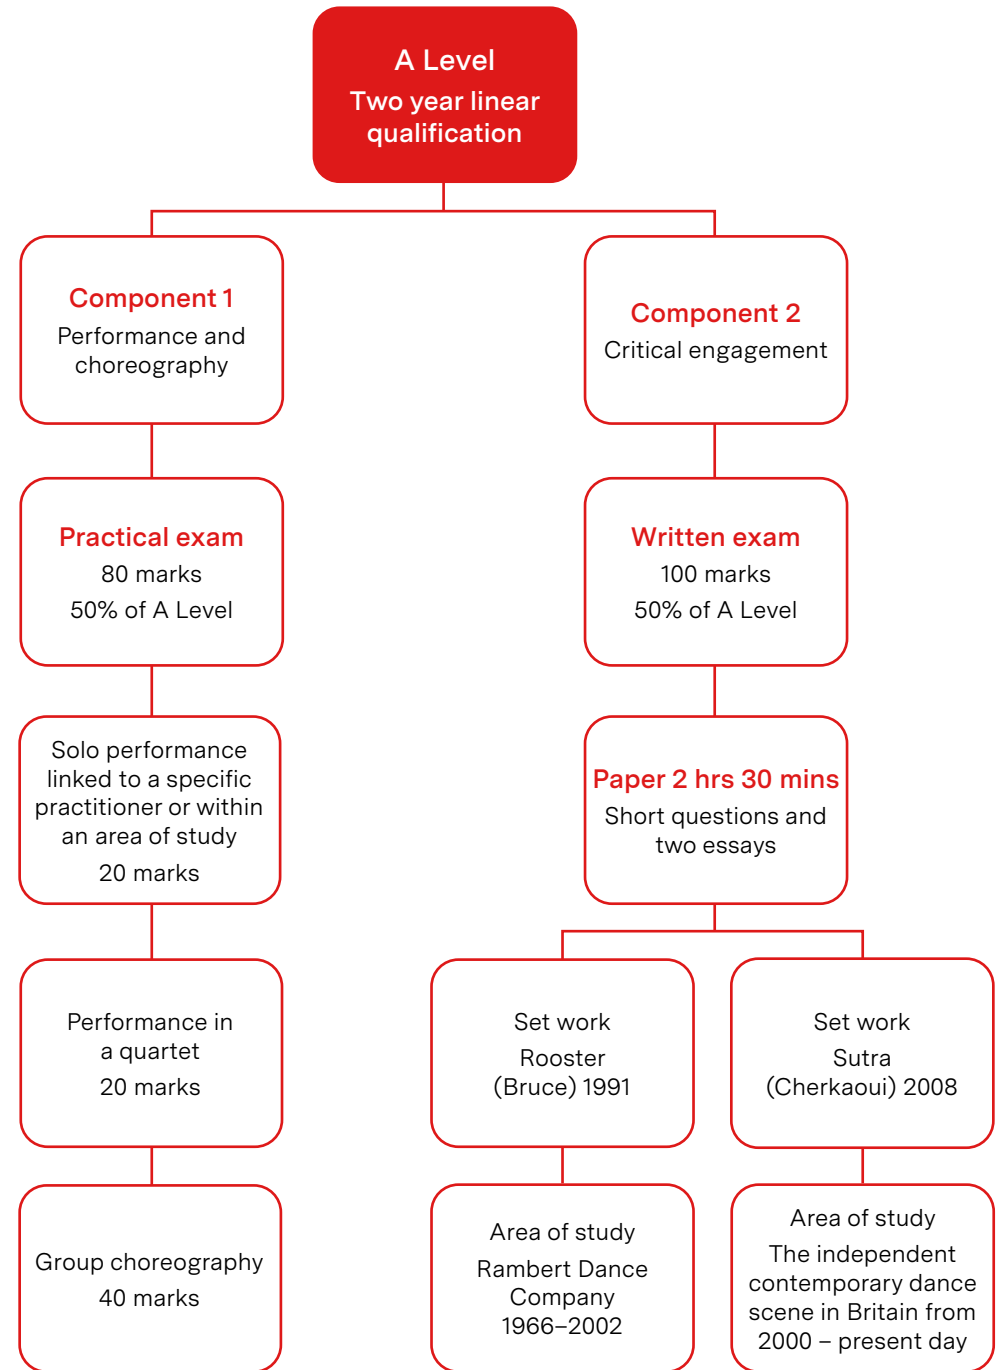 A Level
Two year linear
qualification
Component 1
Performance and
choreography
Practical exam
80 marks
50% of A Level
Solo performance
linked to a specific
practitioner or within
an area of study
20 marks
Performance in
a quartet
20 marks
Group choreography
40 marks
Component 2
Critical engagement
Written exam
100 marks
50% of A Level
Paper 2 hrs 30 mins
Short questions and
two essays
Set work
Rooster
(Bruce) 1991
Area of study
Rambert Dance
Company
1966–2002
Set work
Sutra
(Cherkaoui) 2008
Area of study
The independent
contemporary dance
scene in Britain from
2000 – present day